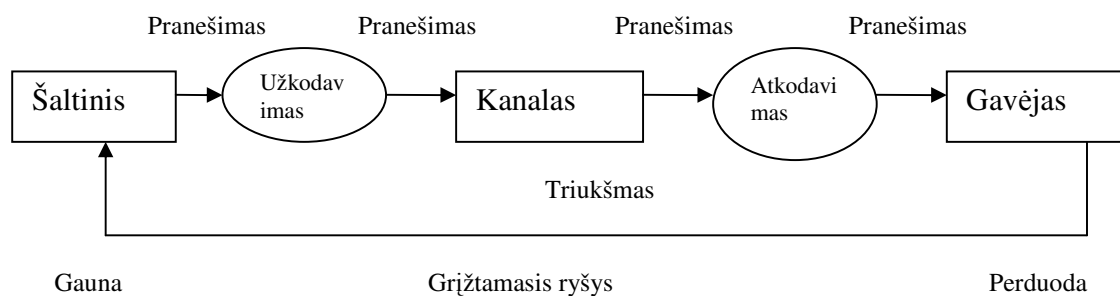 Pranešimas Pranešimas Pranešimas Pranešimas
Šaltinis
Užkodav
imas
Kanalas
Atkodavi
mas
Gavėjas
Triukšmas
Gauna Grįžtamasis ryšys Perduoda